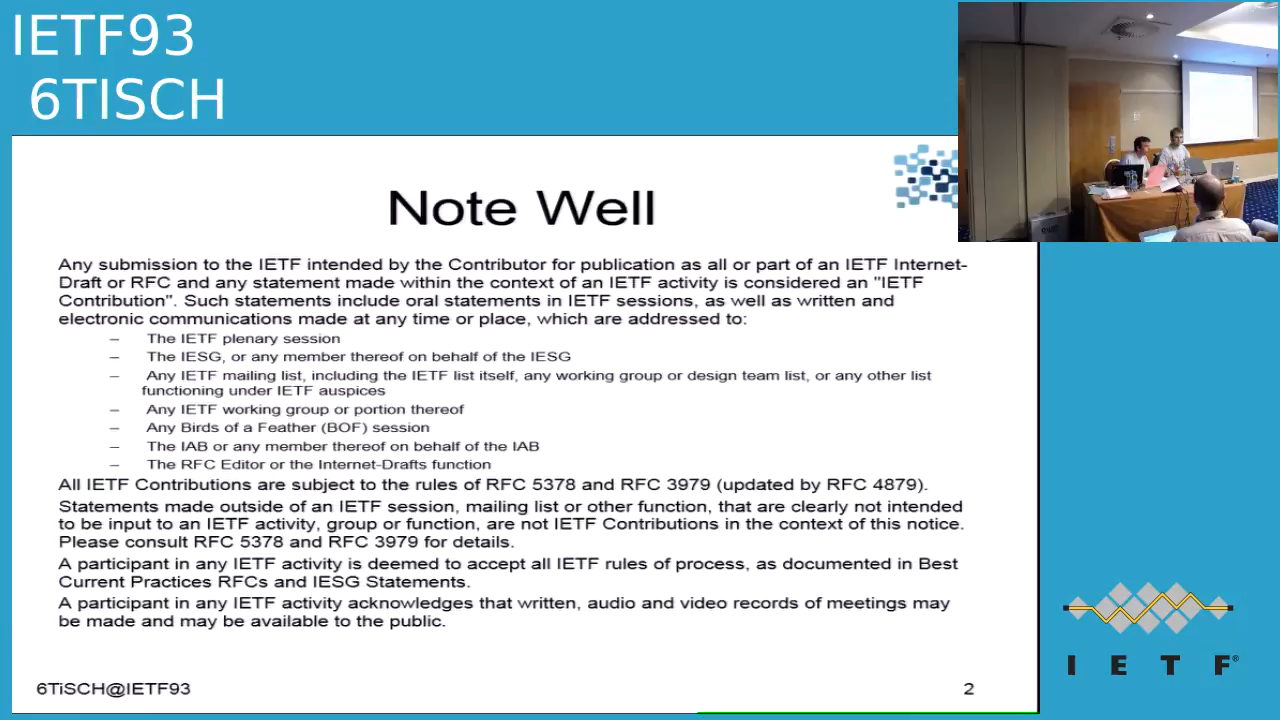 IETF93
6TISCH
Note Well
Any submission to the IETF intended by the Contributor for publication as all or part of an IETF Internet-
Draft or RFC and any statement made within the context of an IETF activity is considered an "IETF
Contribution". Such statements include oral statements in IETF sessions, as well as written and
electronic communications made at any time or place, which are addressed to:
– The IETF plenary session
– The IESG, or any member thereof on behalf of the IESG
– Any IETF mailing list, including the IETF list itself, any working group or design team list, or any other list
functioning under IETF auspices
– Any IETF working group or portion thereof
– Any Birds of a Feather (BOF) session
– The IAB or any member thereof on behalf of the IAB
– The RFC Editor or the Internet-Drafts function
All IETF Contributions are subject to the rules of RFC 5378 and RFC 3979 (updated by RFC 4879).
Statements made outside of an IETF session, mailing list or other function, that are clearly not intended
to be input to an IETF activity, group or function, are not IETF Contributions in the context of this notice.
Please consult RFC 5378 and RFC 3979 for details.
A participant in any IETF activity is deemed to accept all IETF rules of process, as documented in Best
Current Practices RFCs and IESG Statements.
A participant in any IETF activity acknowledges that written, audio and video records of meetings may
be made and may be available to the public.
6TiSCH@IETF93
2
I E T F®